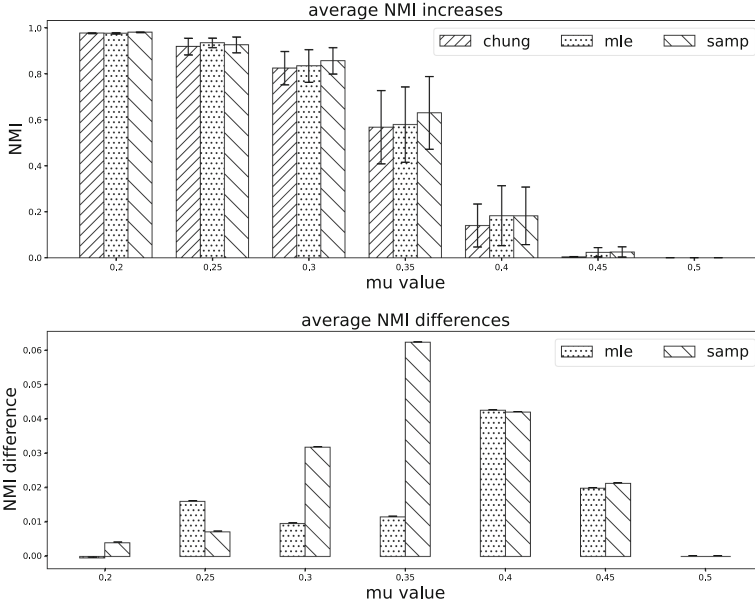 average NMI increases
chung mle samp
1.0
0.8
0.6
0.4
0.2
0.0
NMI
0.2 0.25 0.3 0.35 0.4 0.45 0.5
mu value
average NMI differences
mle samp
0.06
0.05
0.04
0.03
0.02
0.01
0.00
NMI difference
0.2 0.25 0.3 0.35 0.4 0.45 0.5
mu value